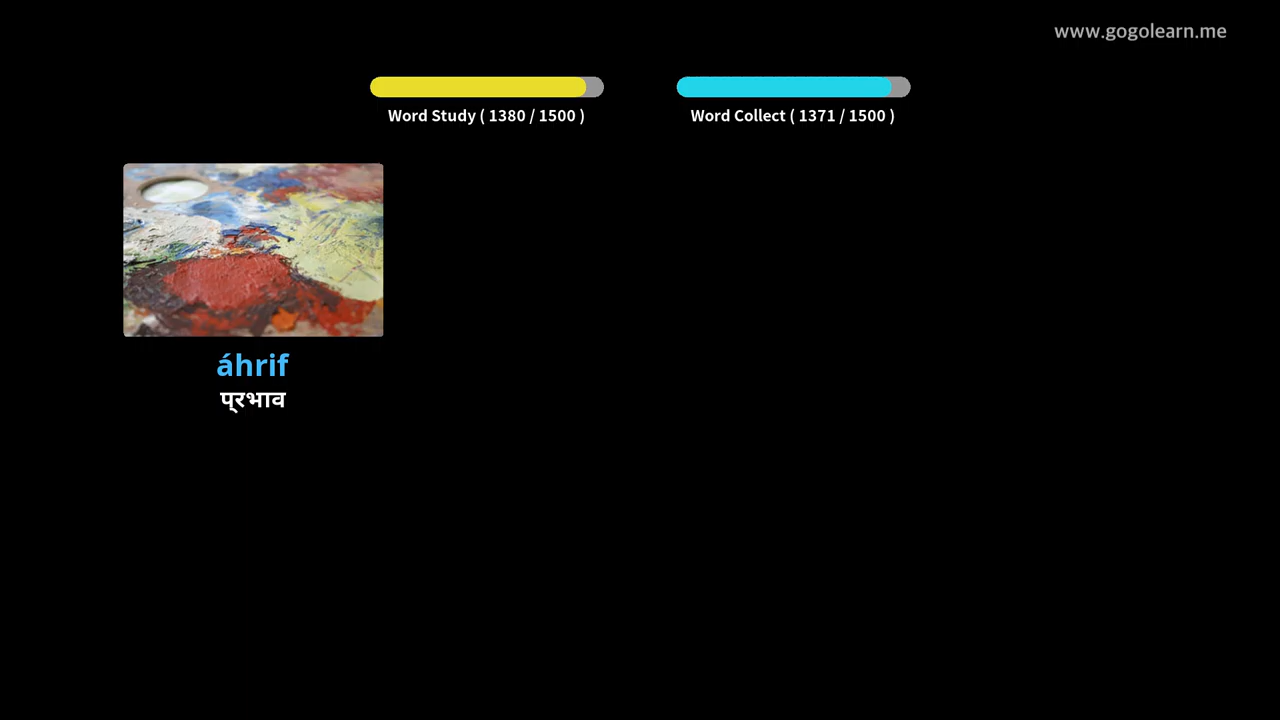 www.gogolearn.me
Word Study ( 1380 / 1500 )
Word Collect ( 1371 / 1500 )
áhrif
प्रभाव